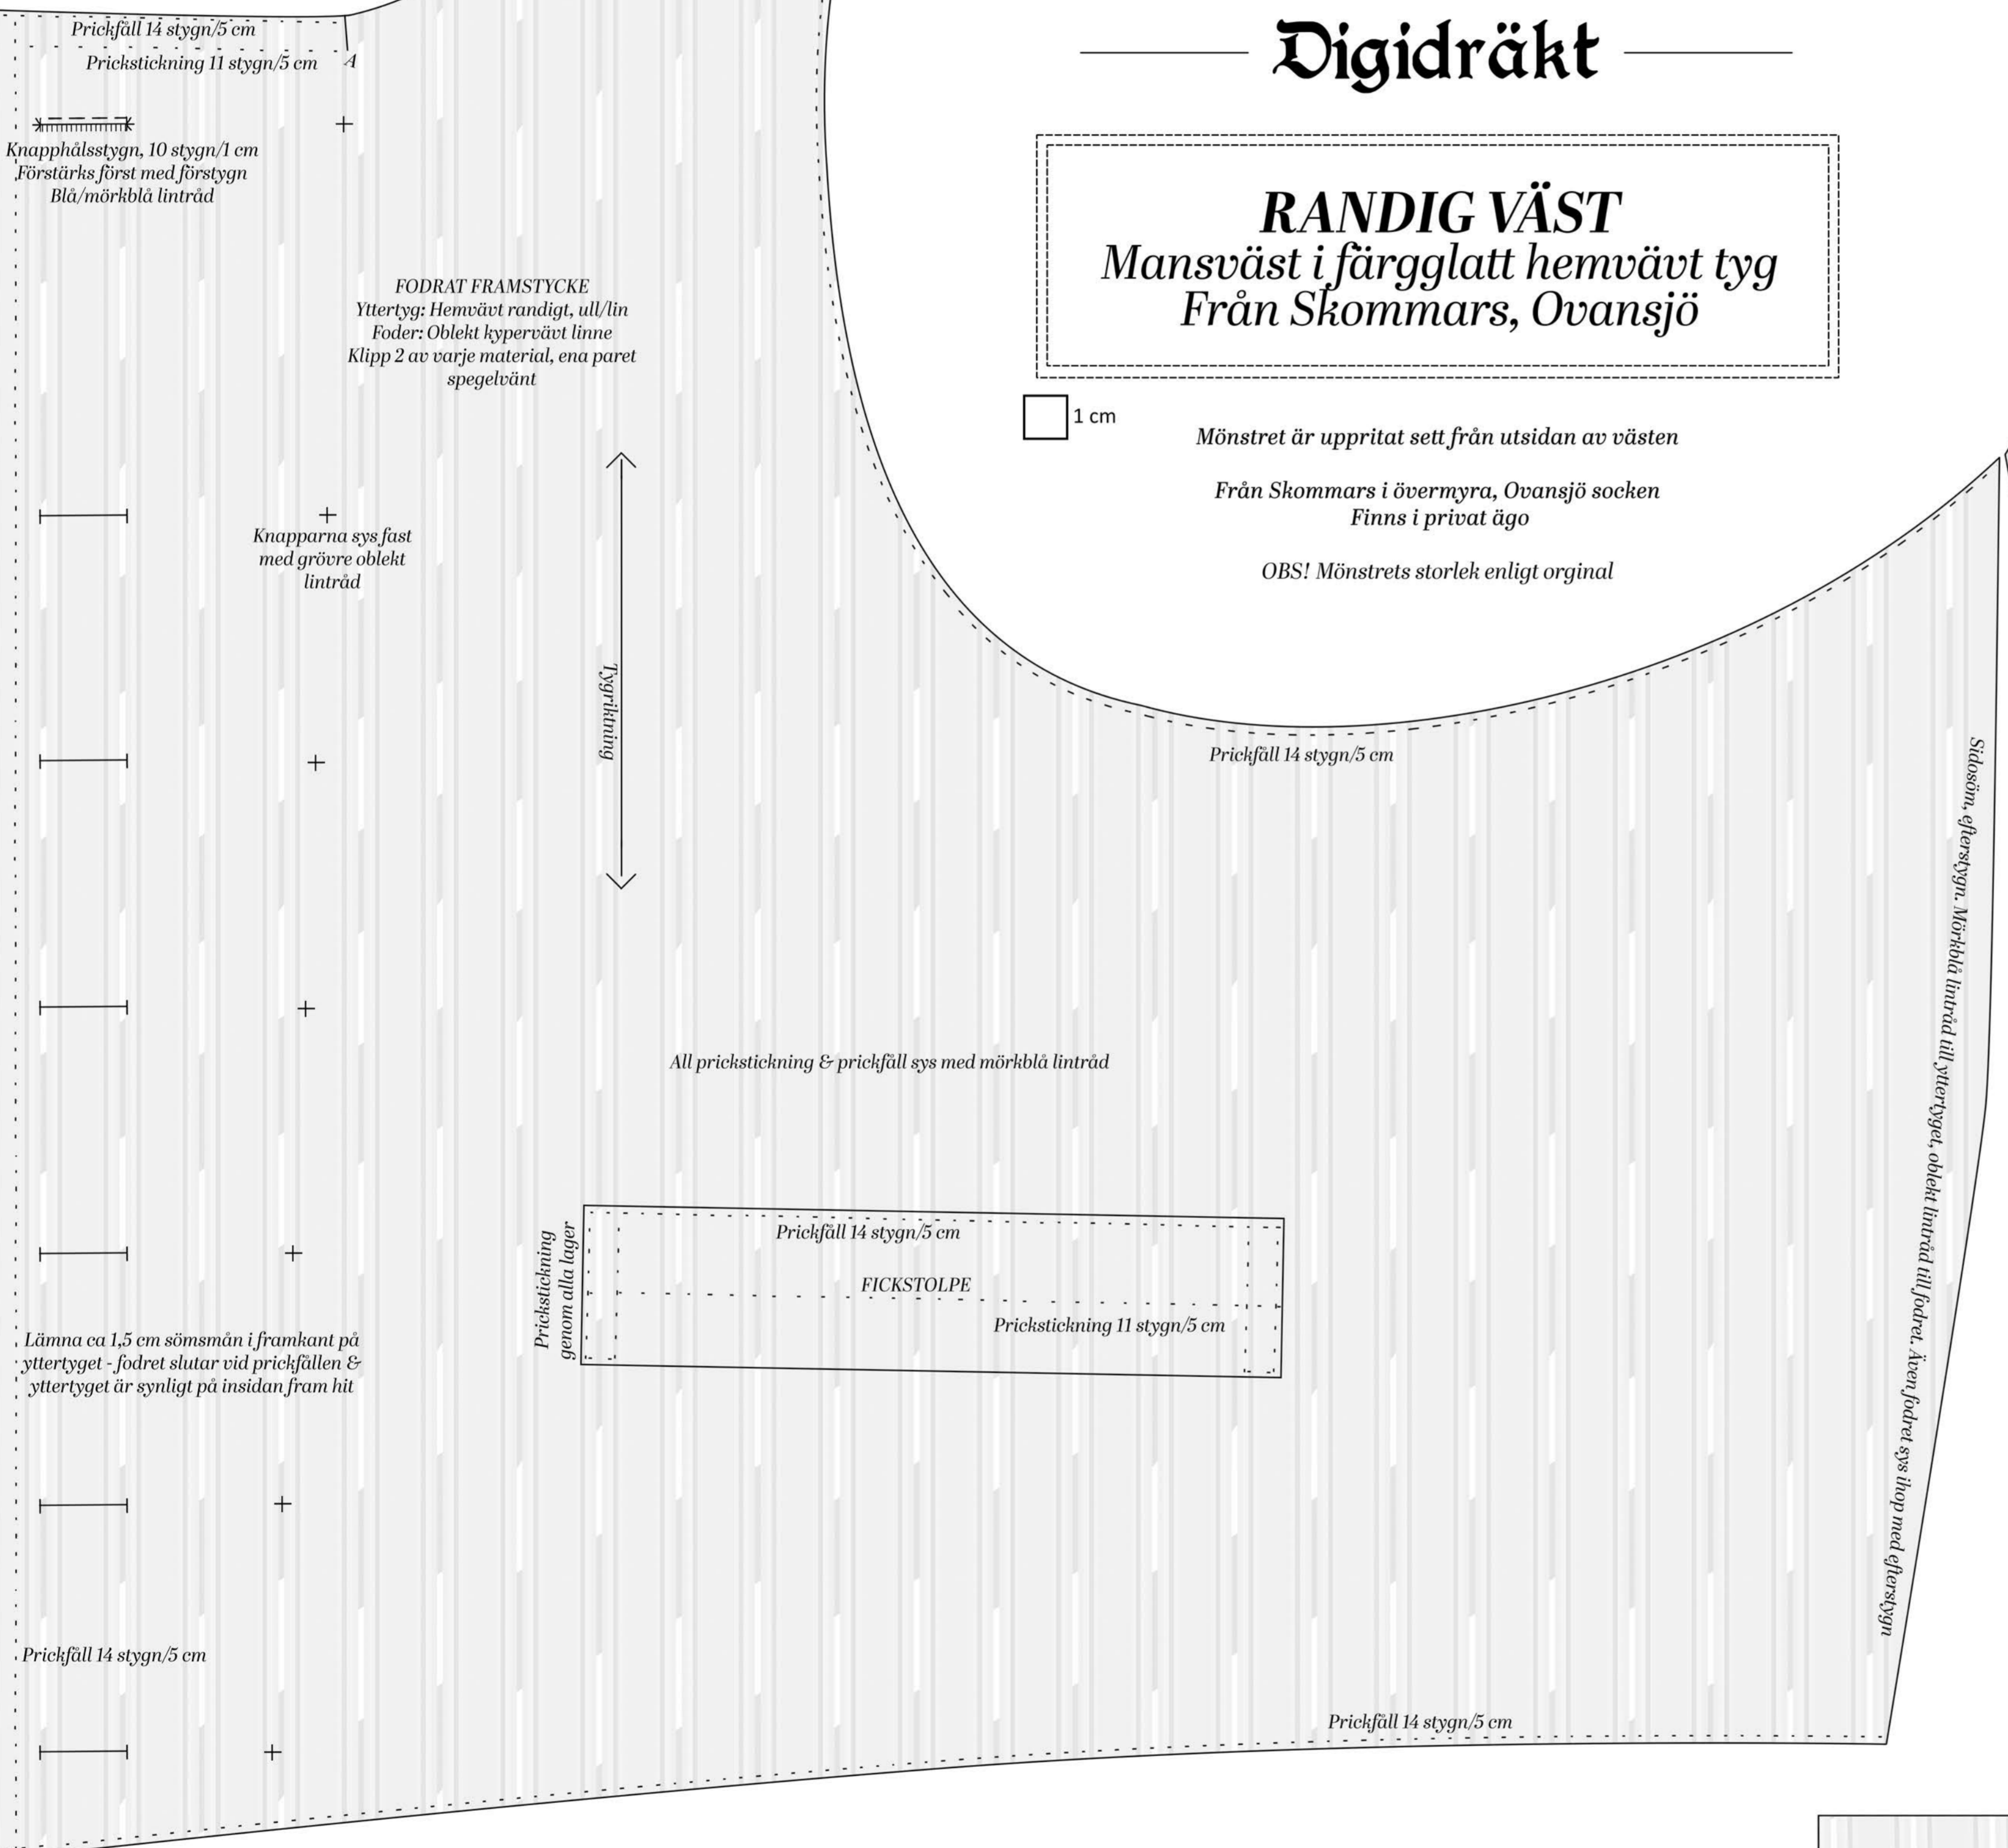 Prickfåll 14 stygn/5 cm
Prickstickning 11 stygn/5 cm
A
Knapphålsstygn, 10 stygn/1 cm
Förstärks först med förstygn
Blå/mörkblå lintråd
Digidräkt
RANDIG VÄST
Mansväst i färgglatt hemvävt tyg
Från Skommars, Ovansjö
1 cm
Mönstret är uppritat sett från utsidan av västen
Från Skommars i övermyra, Ovansjö socken
Finns i privat ägo
OBS! Mönstrets storlek enligt orginal
FODRAT FRAMSTYCKE
Yttertyg: Hemvävt randigt, ull/lin
Foder: Oblekt kypervävt linne
Klipp 2 av varje material, ena paret
spegelvänt
Knapparna sys fast
med grövre oblekt
lintråd
Tygriktning
Prickfåll 14 stygn/5 cm
Sidosöm, efterstygn. Mörkblå lintråd till yttertyget, oblekt lintråd till fodret. Även fodret sys ihop med efterstygn
All prickstickning & prickfåll sys med mörkblå lintråd
Prickstickning
genom alla lager
Prickfåll 14 stygn/5 cm
FICKSTOLPE
Prickstickning 11 stygn/5 cm
Lämna ca 1,5 cm sömsmån i framkant på
yttertyget - fodret slutar vid prickfållen &
yttertyget är synligt på insidan fram hit
Prickfåll 14 stygn/5 cm
Prickfåll 14 stygn/5 cm